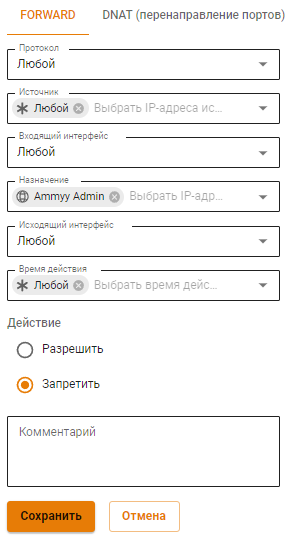 FORWARD DNAT (перенаправление портов)
Протокол
Любой
Источник
Любой Выбрать IP-адреса ис...
Входящий интерфейс
Любой
Назначение
Ammyy Admin Выбрать IP-адр...
Исходящий интерфейс
Любой
Время действия
Любой Выбрать время дейс...
Действие
Разрешить
Запретить
Комментарий
Сохранить Отмена